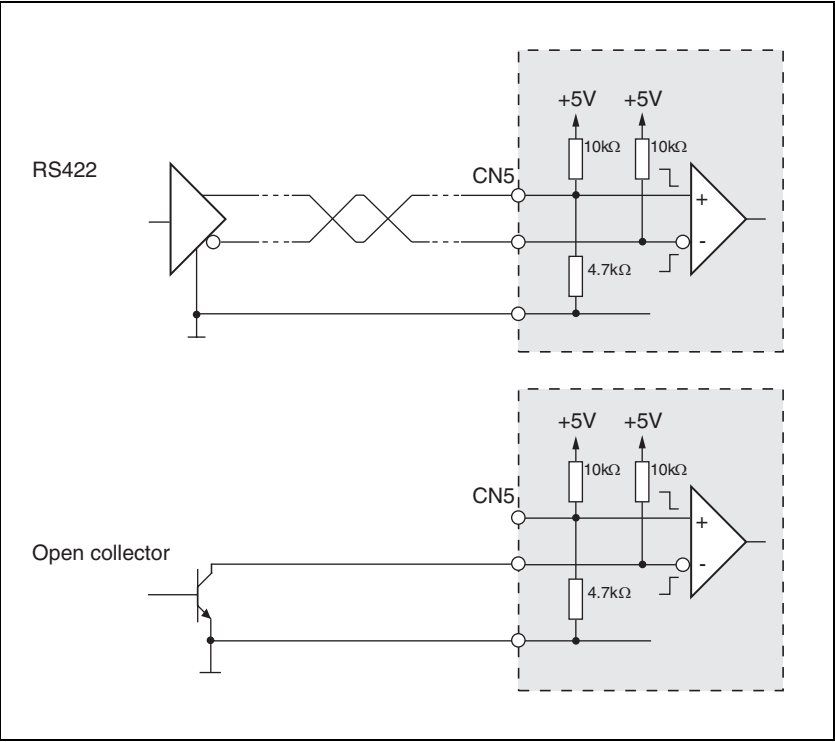 +5V +5V
10kΩ 10kΩ
RS422
CN5
+
-
4.7kΩ
+5V +5V
10kΩ 10kΩ
CN5
+
Open collector
-
4.7kΩ